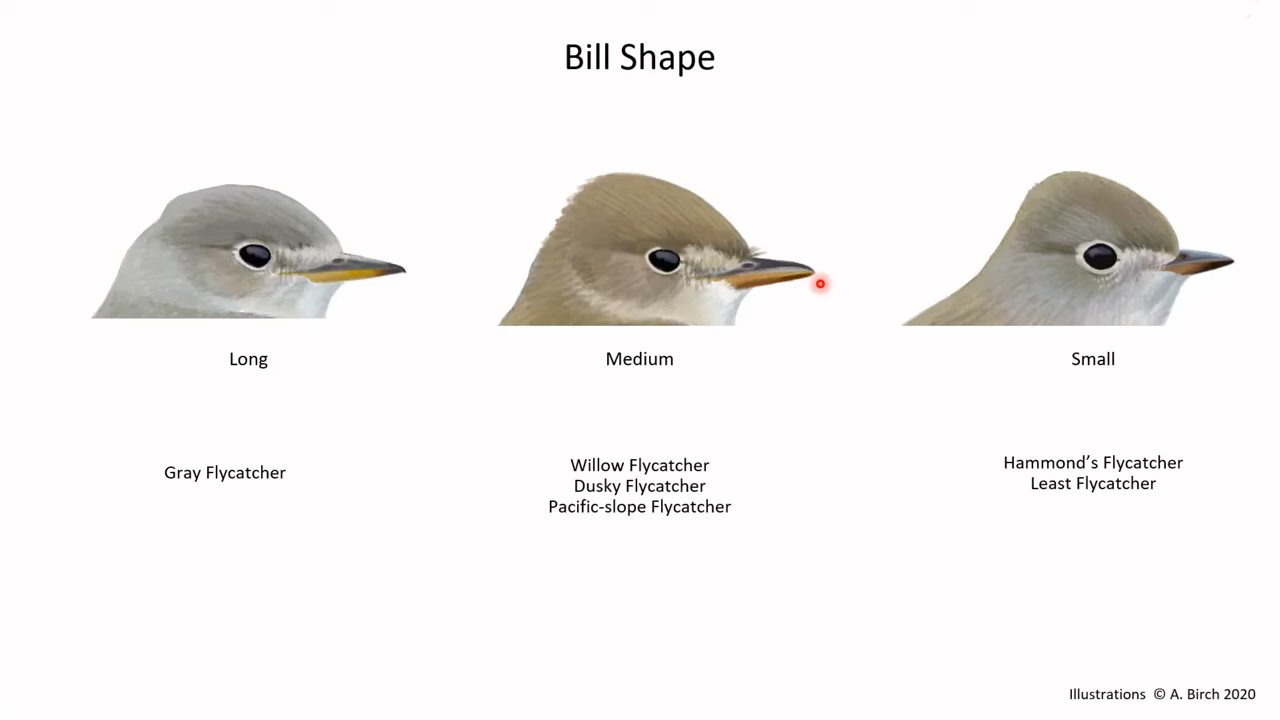 Bill Shape
Long
Medium
Small
Gray Flycatcher
Willow Flycatcher
Dusky Flycatcher
Pacific-slope Flycatcher
Hammond’s Flycatcher
Least Flycatcher
Illustrations © A. Birch 2020